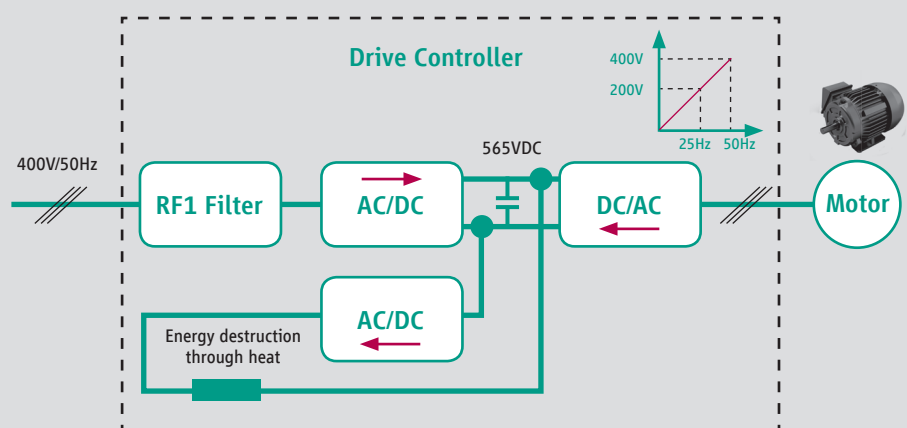 Drive Controller
400V
200V
25Hz 50Hz
400V/50Hz
565VDC
RF1 Filter
AC/DC
DC/AC
Motor
AC/DC
Energy destruction
through heat